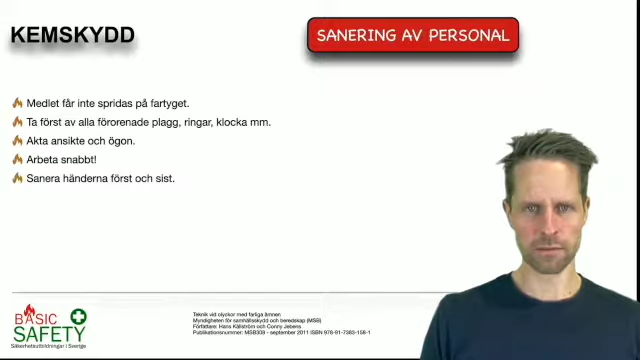 KEMSKYDD
SANERING AV PERSONAL
Medlet får inte spridas på fartyget.
Ta först av alla förorenade plagg, ringar, klocka mm.
Akta ansikte och ögon.
Arbeta snabbt!
Sanera händerna först och sist.
BASIC
SAFETY
Säkerhetsutbildningar i Sverige
Teknik vid olyckor med farliga ämnen
Myndigheten för samhällsskydd och beredskap (MSB)
Författare: Hans Källström och Conny Jebens
Publikationsnummer: MSB308 - september 2011 ISBN 978-91-7383-158-1